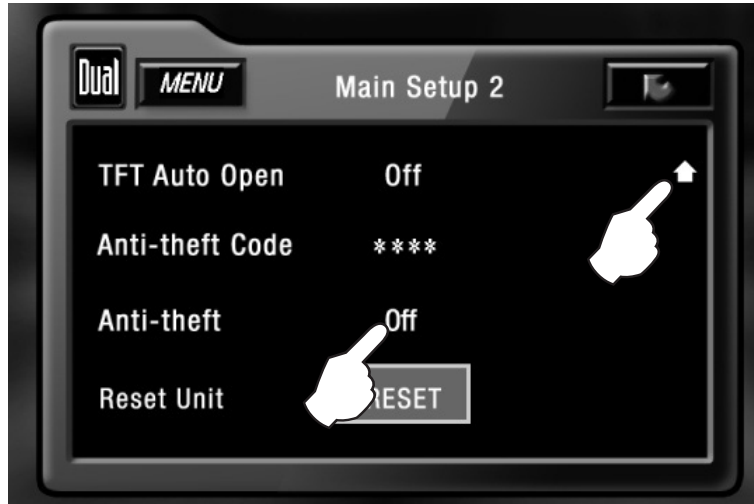 Dual MENU Main Setup 2
TFT Auto Open Off
Anti-theft Code ****
Anti-theft Off
Reset Unit RESET